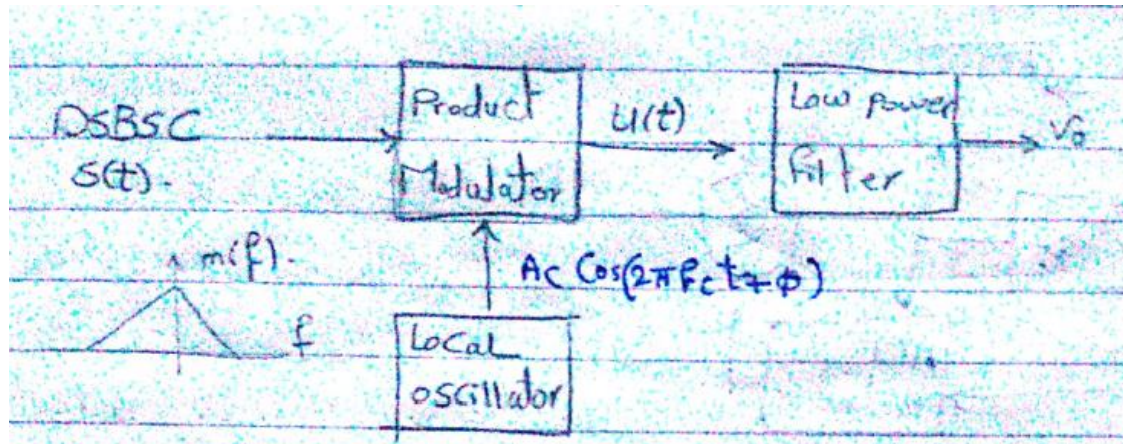 DSBSC
S(t).
Product
Modulator
U(t)
Low power
filter
V₀
m(f).
f
Ac Cos(2πfct+φ)
Local
oscillator